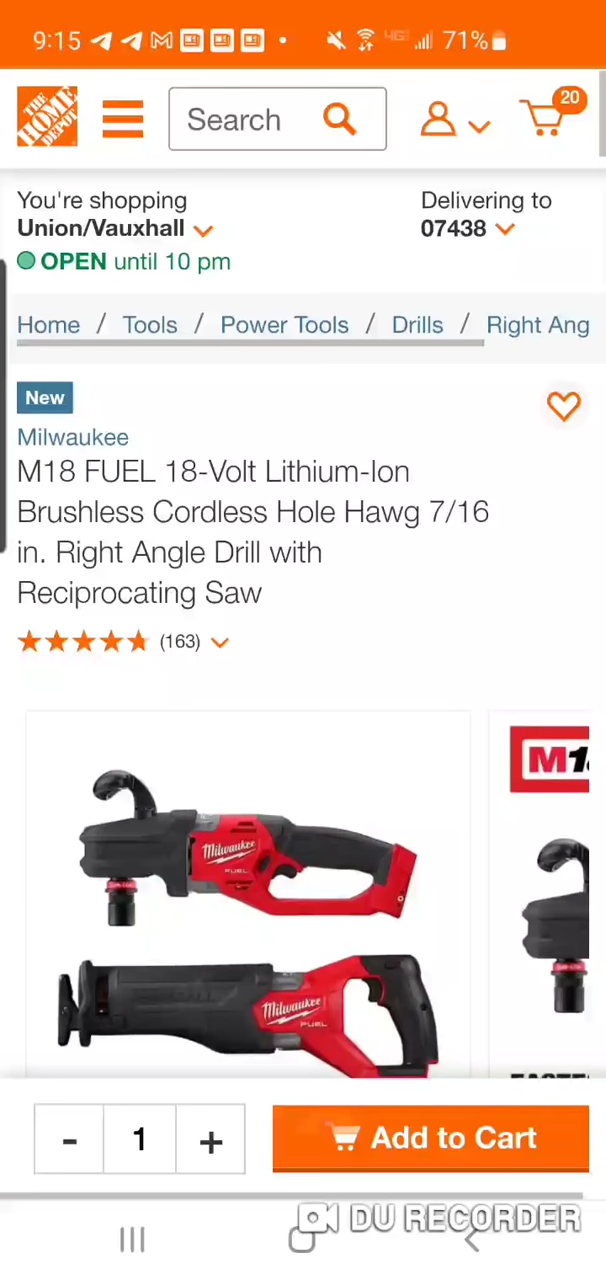 9:15
4G
71%
THE HOME DEPOT
Search
20
You're shopping
Union/Vauxhall
Delivering to
07438
OPEN until 10 pm
Home / Tools / Power Tools / Drills / Right Ang
New
Milwaukee
M18 FUEL 18-Volt Lithium-Ion
Brushless Cordless Hole Hawg 7/16
in. Right Angle Drill with
Reciprocating Saw
(163)
M1
Milwaukee
FUEL
Milwaukee
FUEL
- 1 +
Add to Cart
DU RECORDER